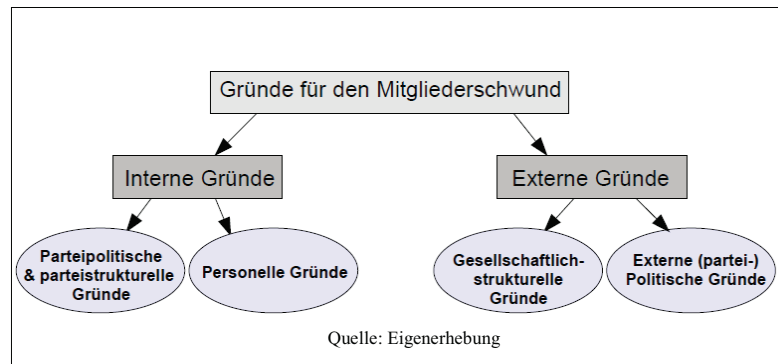 Gründe für den Mitgliederschwund
Interne Gründe
Externe Gründe
Parteipolitische
& parteistrukturelle
Gründe
Personelle Gründe
Gesellschaftlich-
strukturelle
Gründe
Externe (partei-)
Politische Gründe
Quelle: Eigenerhebung